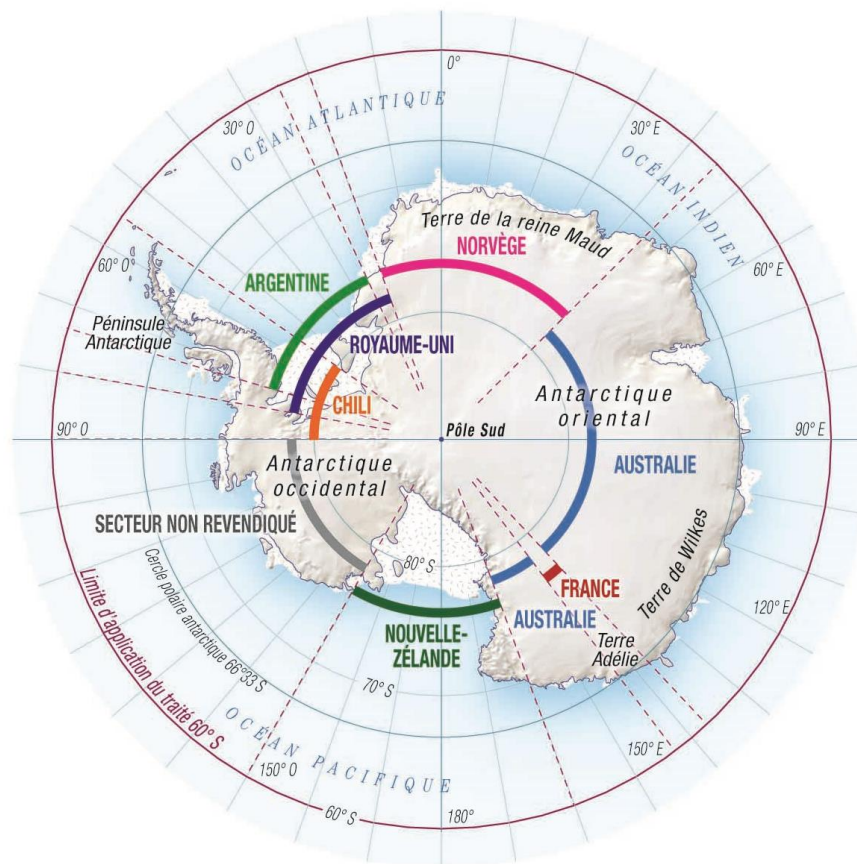 0°
30° O
OCÉAN ATLANTIQUE
30° E
OCÉAN INDIEN
Terre de la reine Maud
NORVÈGE
60° O
ARGENTINE
60° E
Péninsule
Antarctique
ROYAUME-UNI
CHILI
Antarctique
oriental
90° O
Pôle Sud
90° E
Antarctique
occidental
AUSTRALIE
SECTEUR NON REVENDIQUÉ
Cercle polaire antarctique 66°33 S
Limite d'application du traité 60° S
80° S
FRANCE
Terre de Wilkes
120° E
NOUVELLE-
ZÉLANDE
AUSTRALIE
Terre
Adélie
70° S
150° E
OCÉAN PACIFIQUE
150° O
60° S
180°